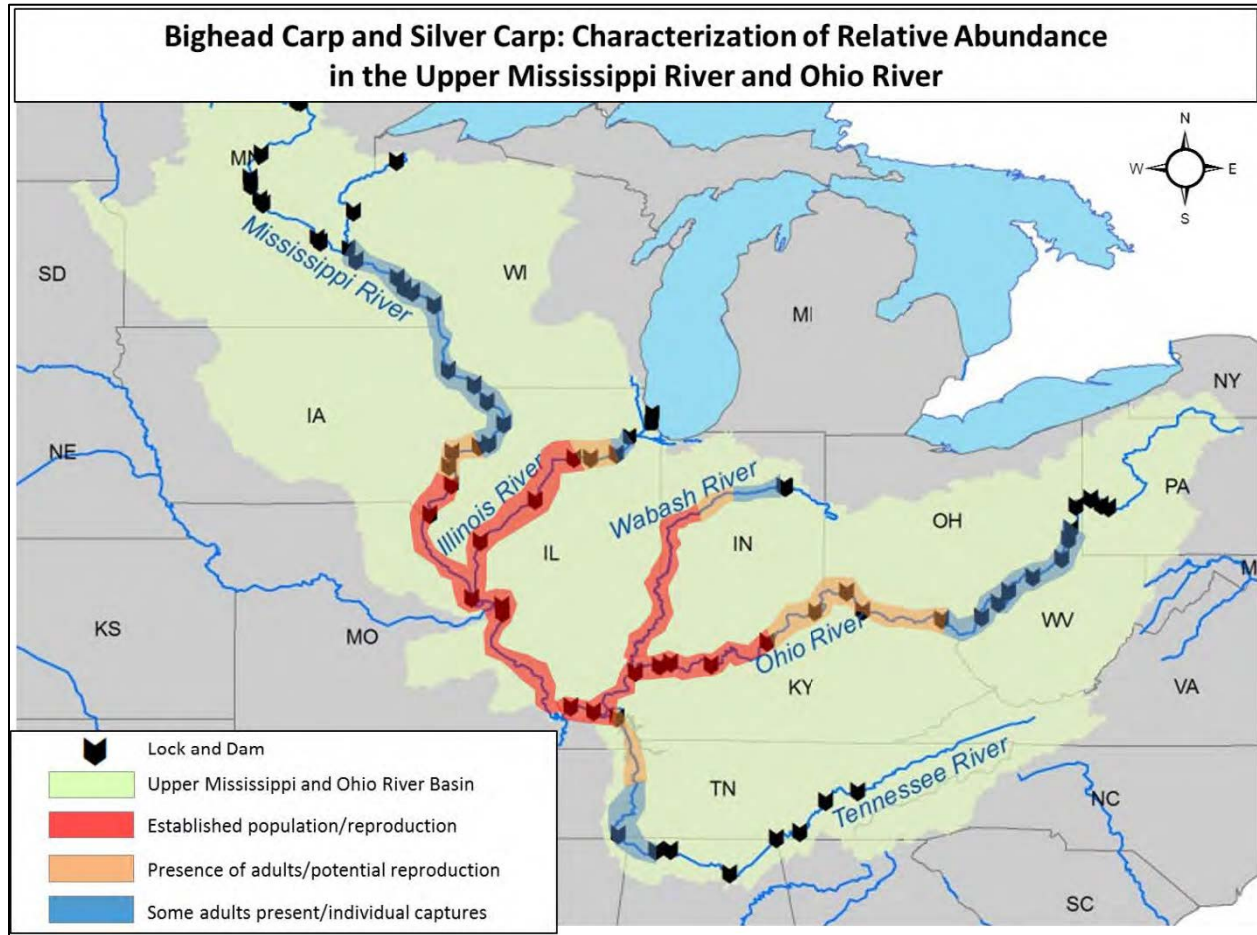 Bighead Carp and Silver Carp: Characterization of Relative Abundance
in the Upper Mississippi River and Ohio River
N
W
E
S
MN
Mississippi River
SD
WI
MI
NY
IA
NE
Illinois River
Wabash River
PA
OH
IL
IN
M
KS
MO
Ohio River
WV
KY
VA
TN
Tennessee River
NC
SC
Lock and Dam
Upper Mississippi and Ohio River Basin
Established population/reproduction
Presence of adults/potential reproduction
Some adults present/individual captures